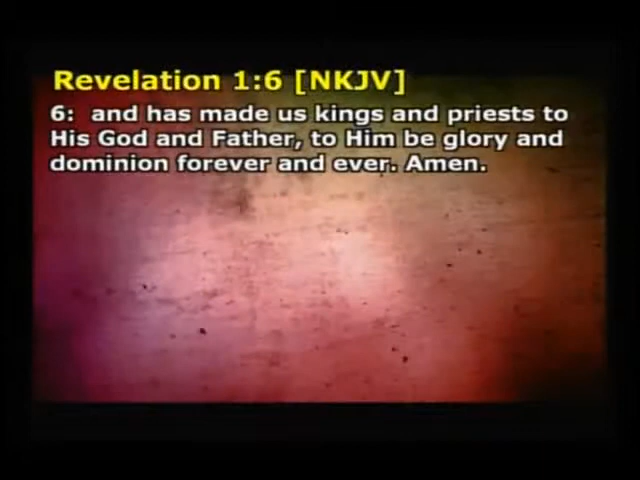 Revelation 1:6 [NKJV]
6:  and has made us kings and priests to
His God and Father, to Him be glory and
dominion forever and ever. Amen.